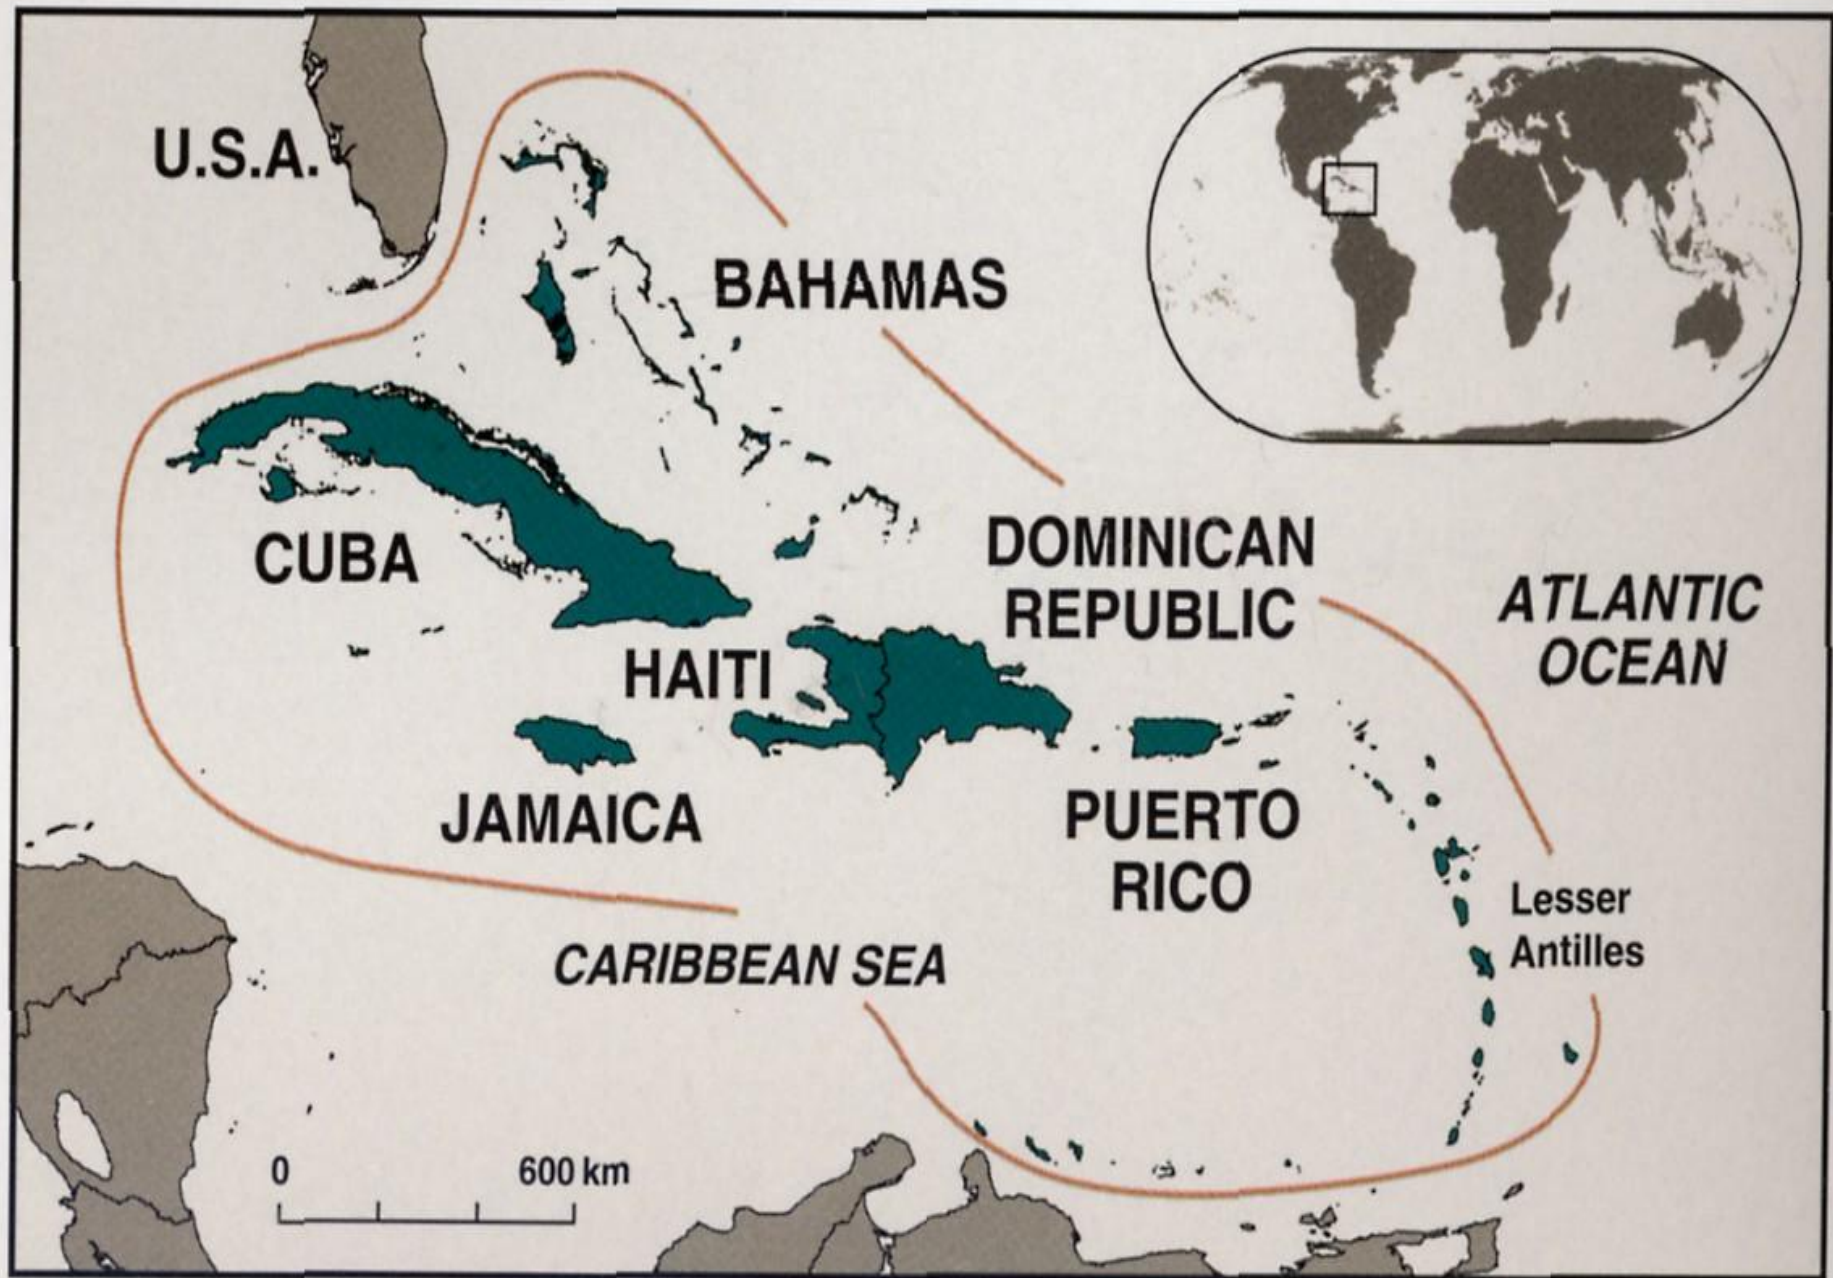 U.S.A.
BAHAMAS
CUBA
DOMINICAN
REPUBLIC
ATLANTIC
OCEAN
HAITI
JAMAICA
PUERTO
RICO
Lesser
Antilles
CARIBBEAN SEA
0 600 km